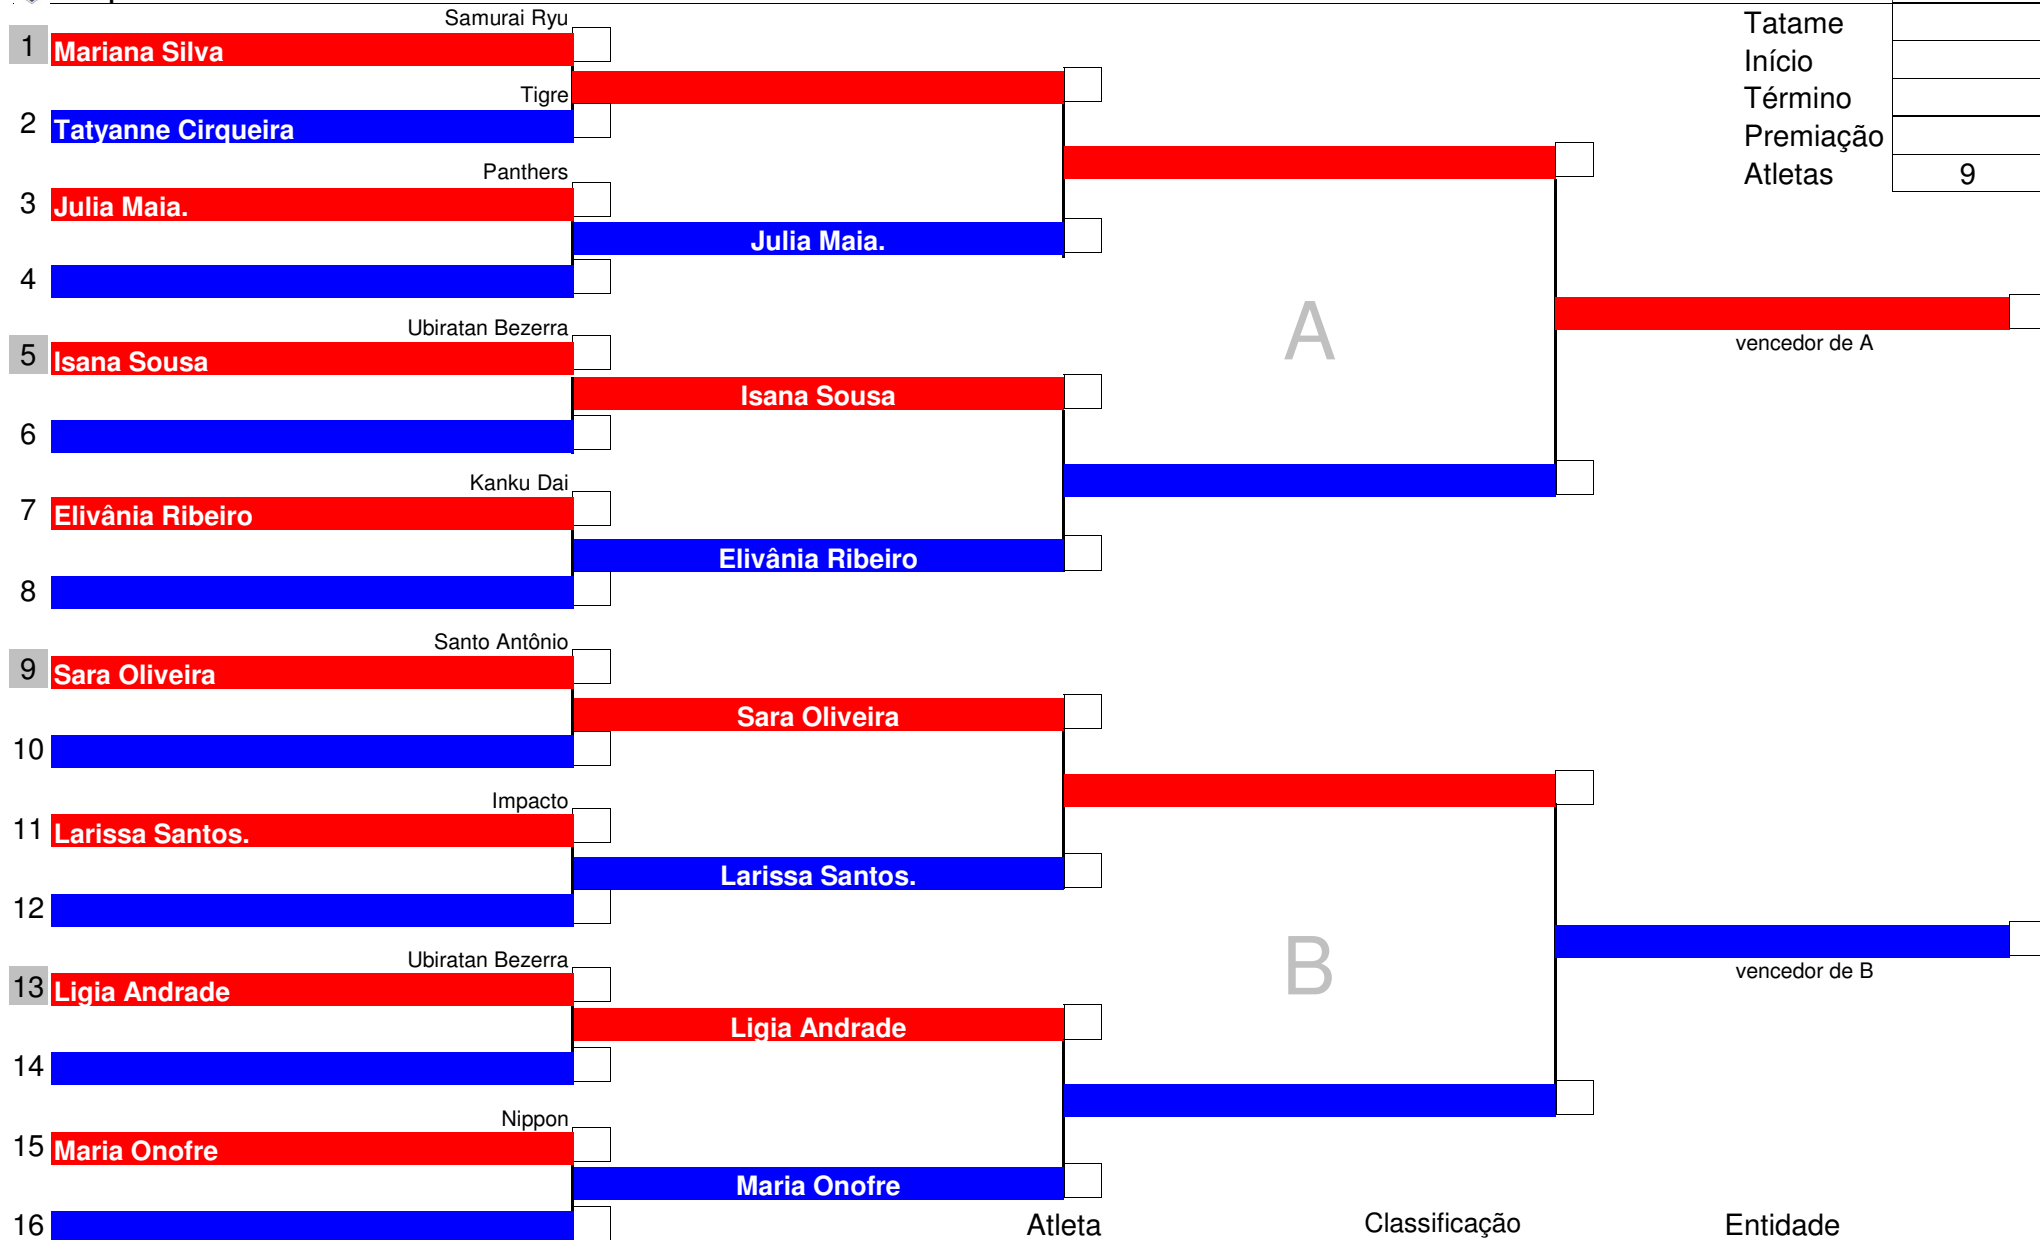 Samurai Ryu
Tatame
1 Mariana Silva
Início
Tigre
Término
2 Tatyanne Cirqueira
Premiação
Panthers
Atletas 9
3 Julia Maia.
Julia Maia.
4
Ubiratan Bezerra
vencedor de A
A
5 Isana Sousa
Isana Sousa
6
Kanku Dai
7 Elivânia Ribeiro
Elivânia Ribeiro
8
Santo Antônio
9 Sara Oliveira
Sara Oliveira
10
Impacto
11 Larissa Santos.
Larissa Santos.
12
Ubiratan Bezerra
B
vencedor de B
13 Ligia Andrade
Ligia Andrade
14
Nippon
15 Maria Onofre
Maria Onofre
16
Atleta Classificação Entidade